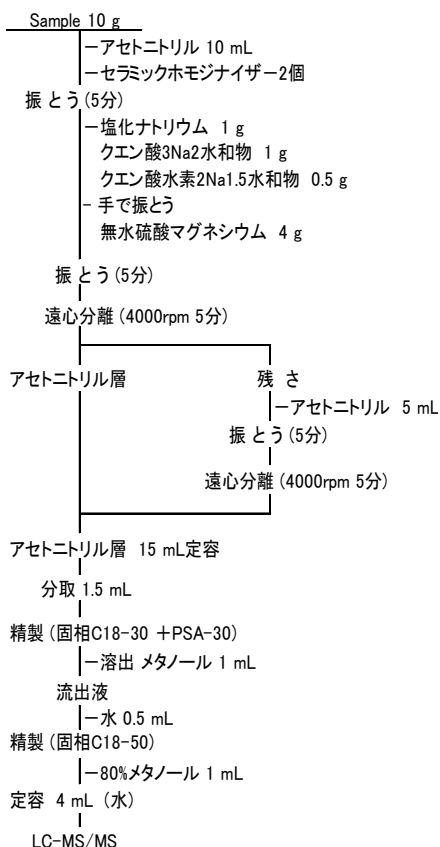 Sample 10 g
アセトニトリル 10 mL
セラミックホモジナイザー2個
振 とう (5分)
塩化ナトリウム 1 g
クエン酸3Na2水和物 1 g
クエン酸水素2Na1.5水和物 0.5 g
手で振とう
無水硫酸マグネシウム 4 g
振 とう (5分)
遠心分離 (4000rpm 5分)
アセトニトリル層 残 さ
アセトニトリル 5 mL
振 とう (5分)
遠心分離 (4000rpm 5分)
アセトニトリル層 15 mL定容
分取 1.5 mL
精製 (固相C18-30 +PSA-30)
溶出 メタノール 1 mL
流出液
水 0.5 mL
精製 (固相C18-50)
80%メタノール 1 mL
定容 4 mL (水)
LC-MS/MS